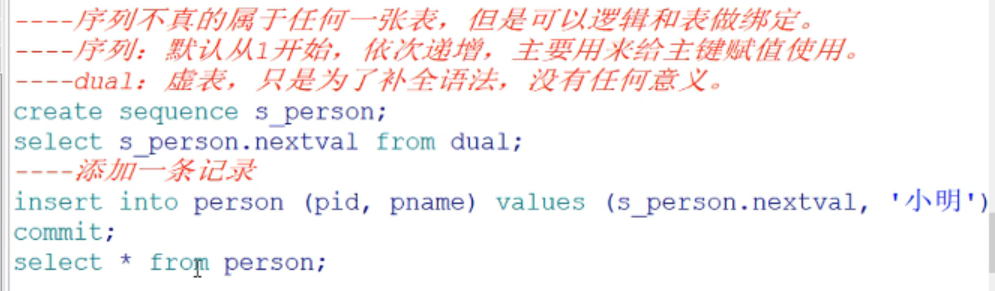 ----序列不真的属于任何一张表，但是可以逻辑和表做绑定。
----序列：默认从1开始，依次递增，主要用来给主键赋值使用。
----dual：虚表，只是为了补全语法，没有任何意义。
create sequence s_person;
select s_person.nextval from dual;
----添加一条记录
insert into person (pid, pname) values (s_person.nextval, '小明')
commit;
select * from person;